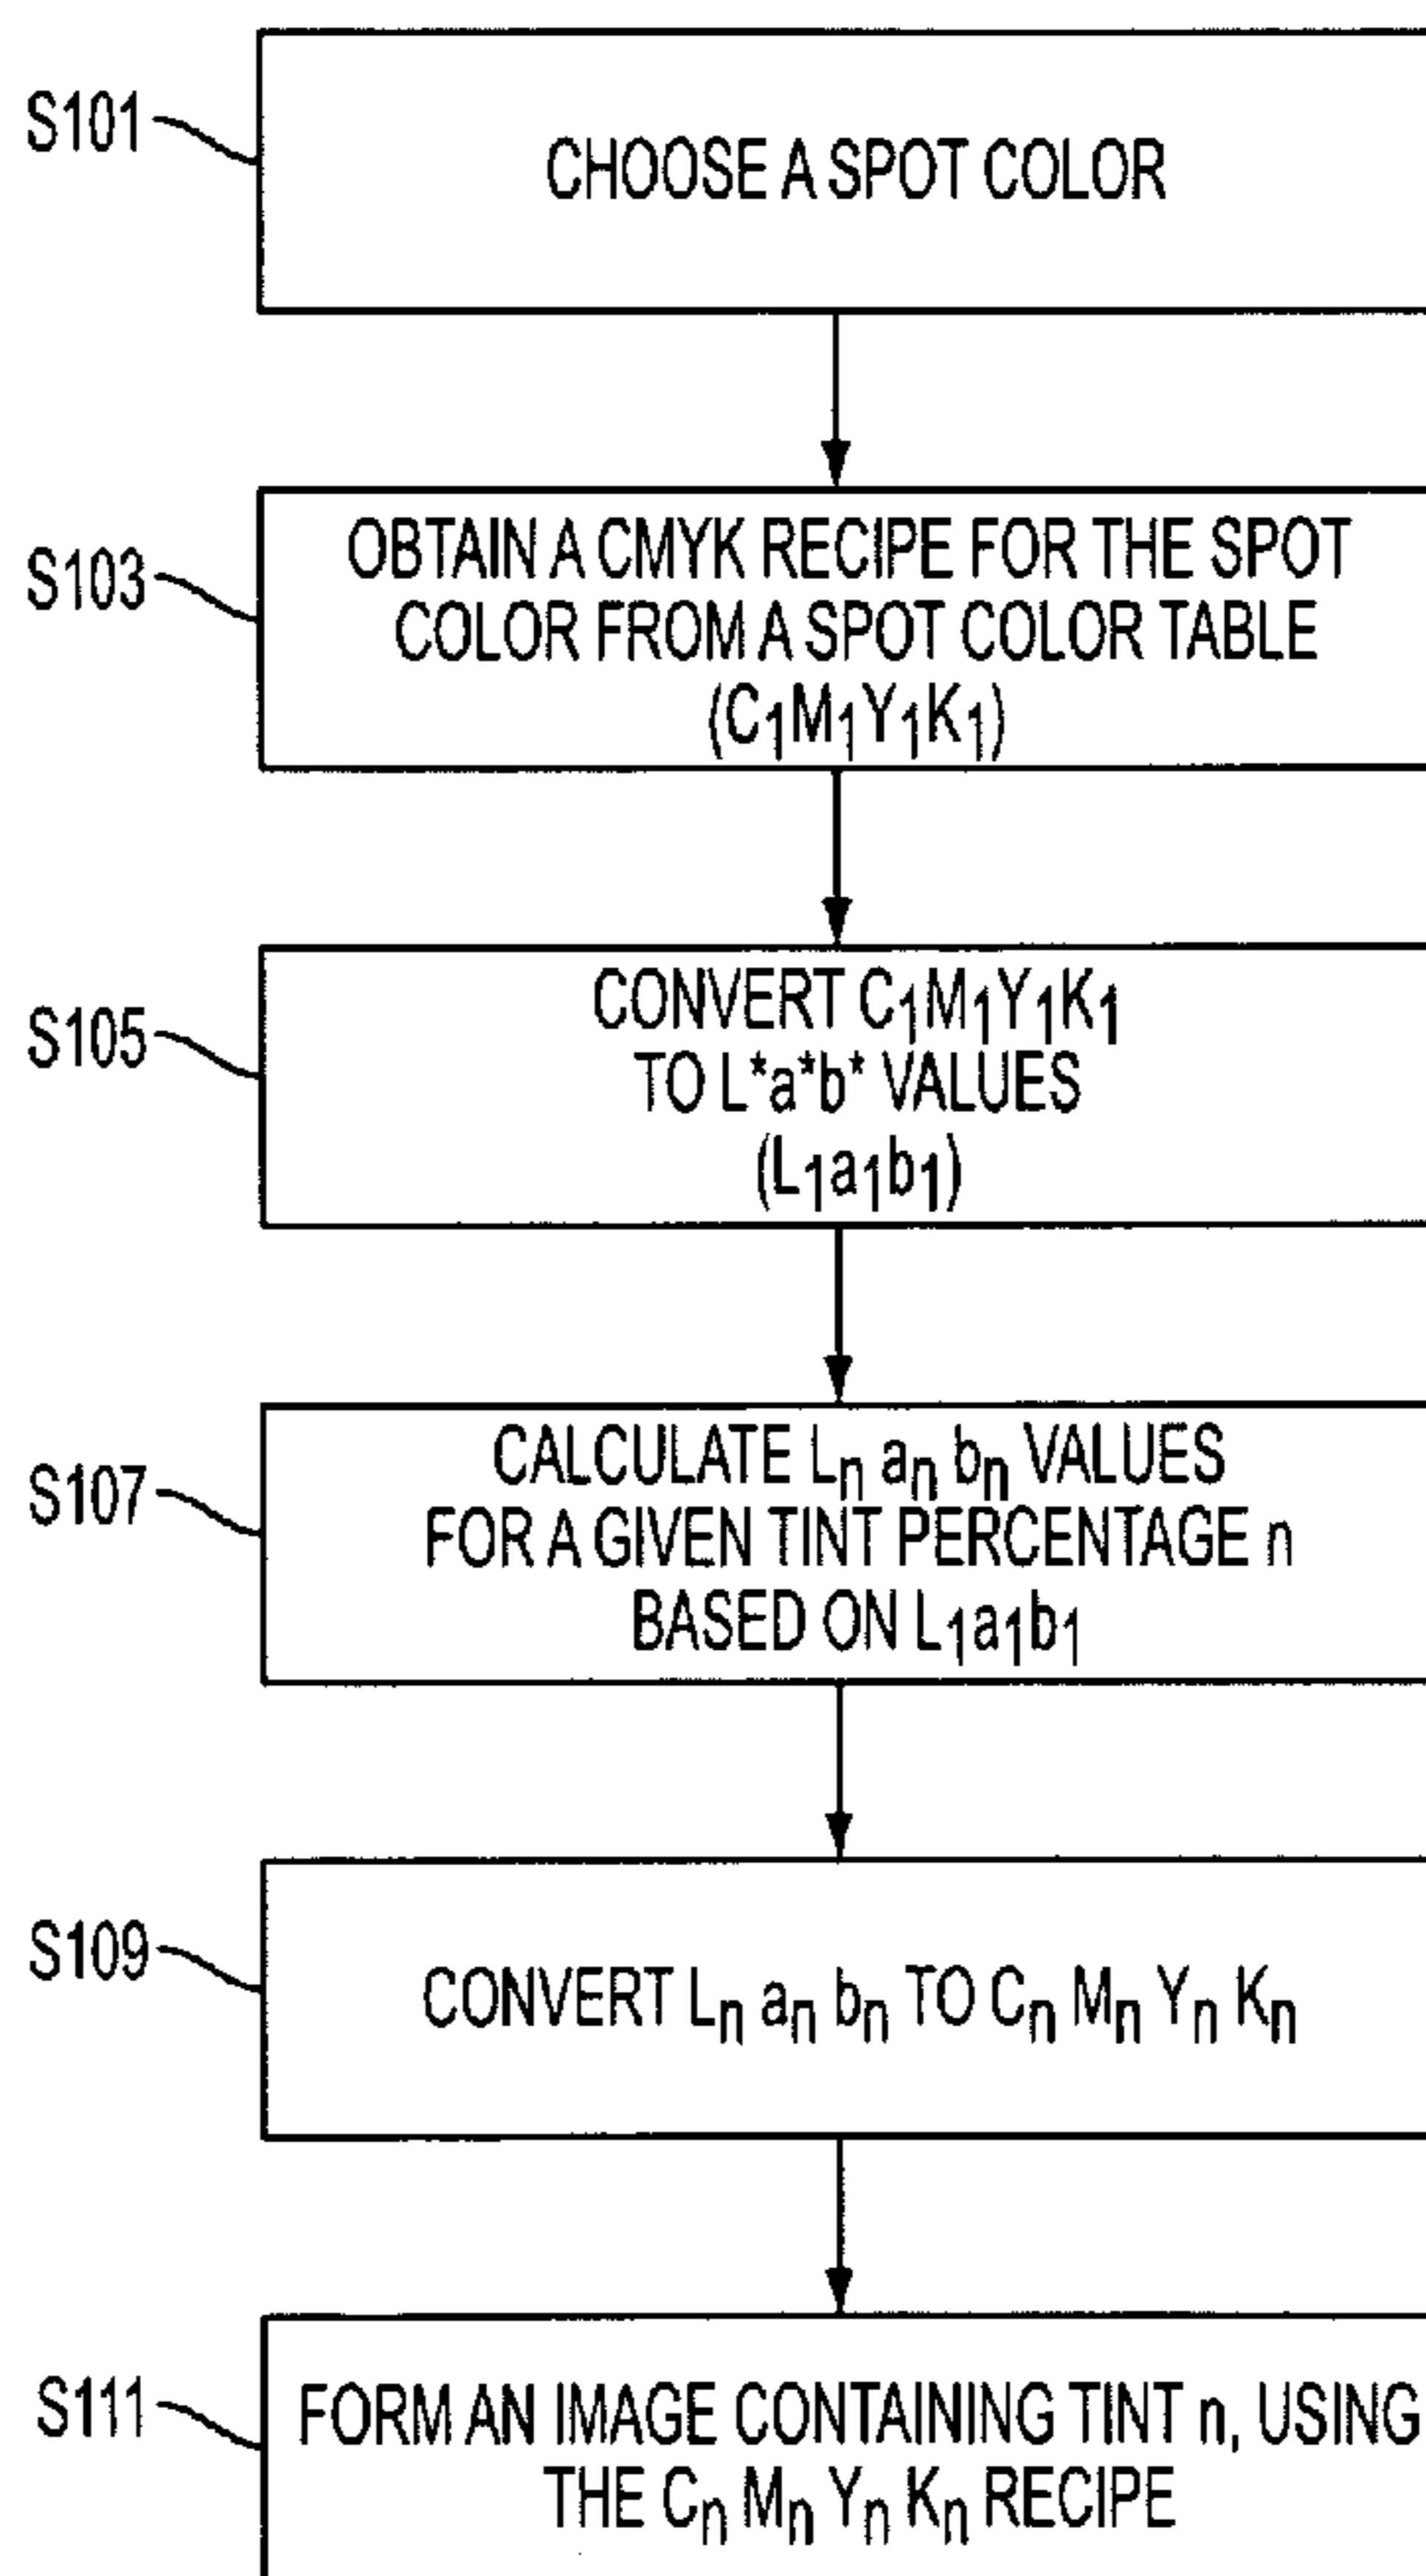 S101
CHOOSE A SPOT COLOR
S103
OBTAIN A CMYK RECIPE FOR THE SPOT
COLOR FROM A SPOT COLOR TABLE
(C₁M₁Y₁K₁)
S105
CONVERT C₁M₁Y₁K₁
TO L*a*b* VALUES
(L₁a₁b₁)
S107
CALCULATE Lₙ aₙ bₙ VALUES
FOR A GIVEN TINT PERCENTAGE n
BASED ON L₁a₁b₁
S109
CONVERT Lₙ aₙ bₙ TO Cₙ Mₙ Yₙ Kₙ
S111
FORM AN IMAGE CONTAINING TINT n, USING
THE Cₙ Mₙ Yₙ Kₙ RECIPE